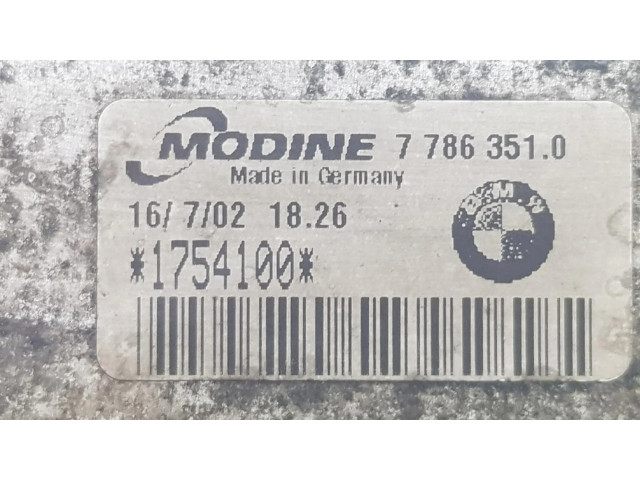 MODINE 7 786 351.0
Made in Germany
16/ 7/02 18.26
*1754100*